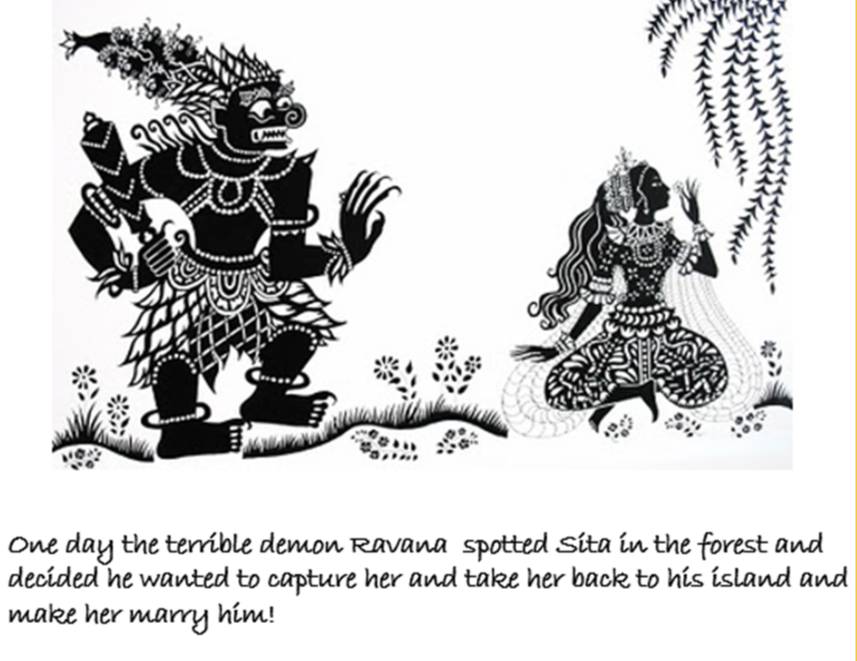 One day the terrible demon Ravana spotted Sita in the forest and
decided he wanted to capture her and take her back to his island and
make her marry him!